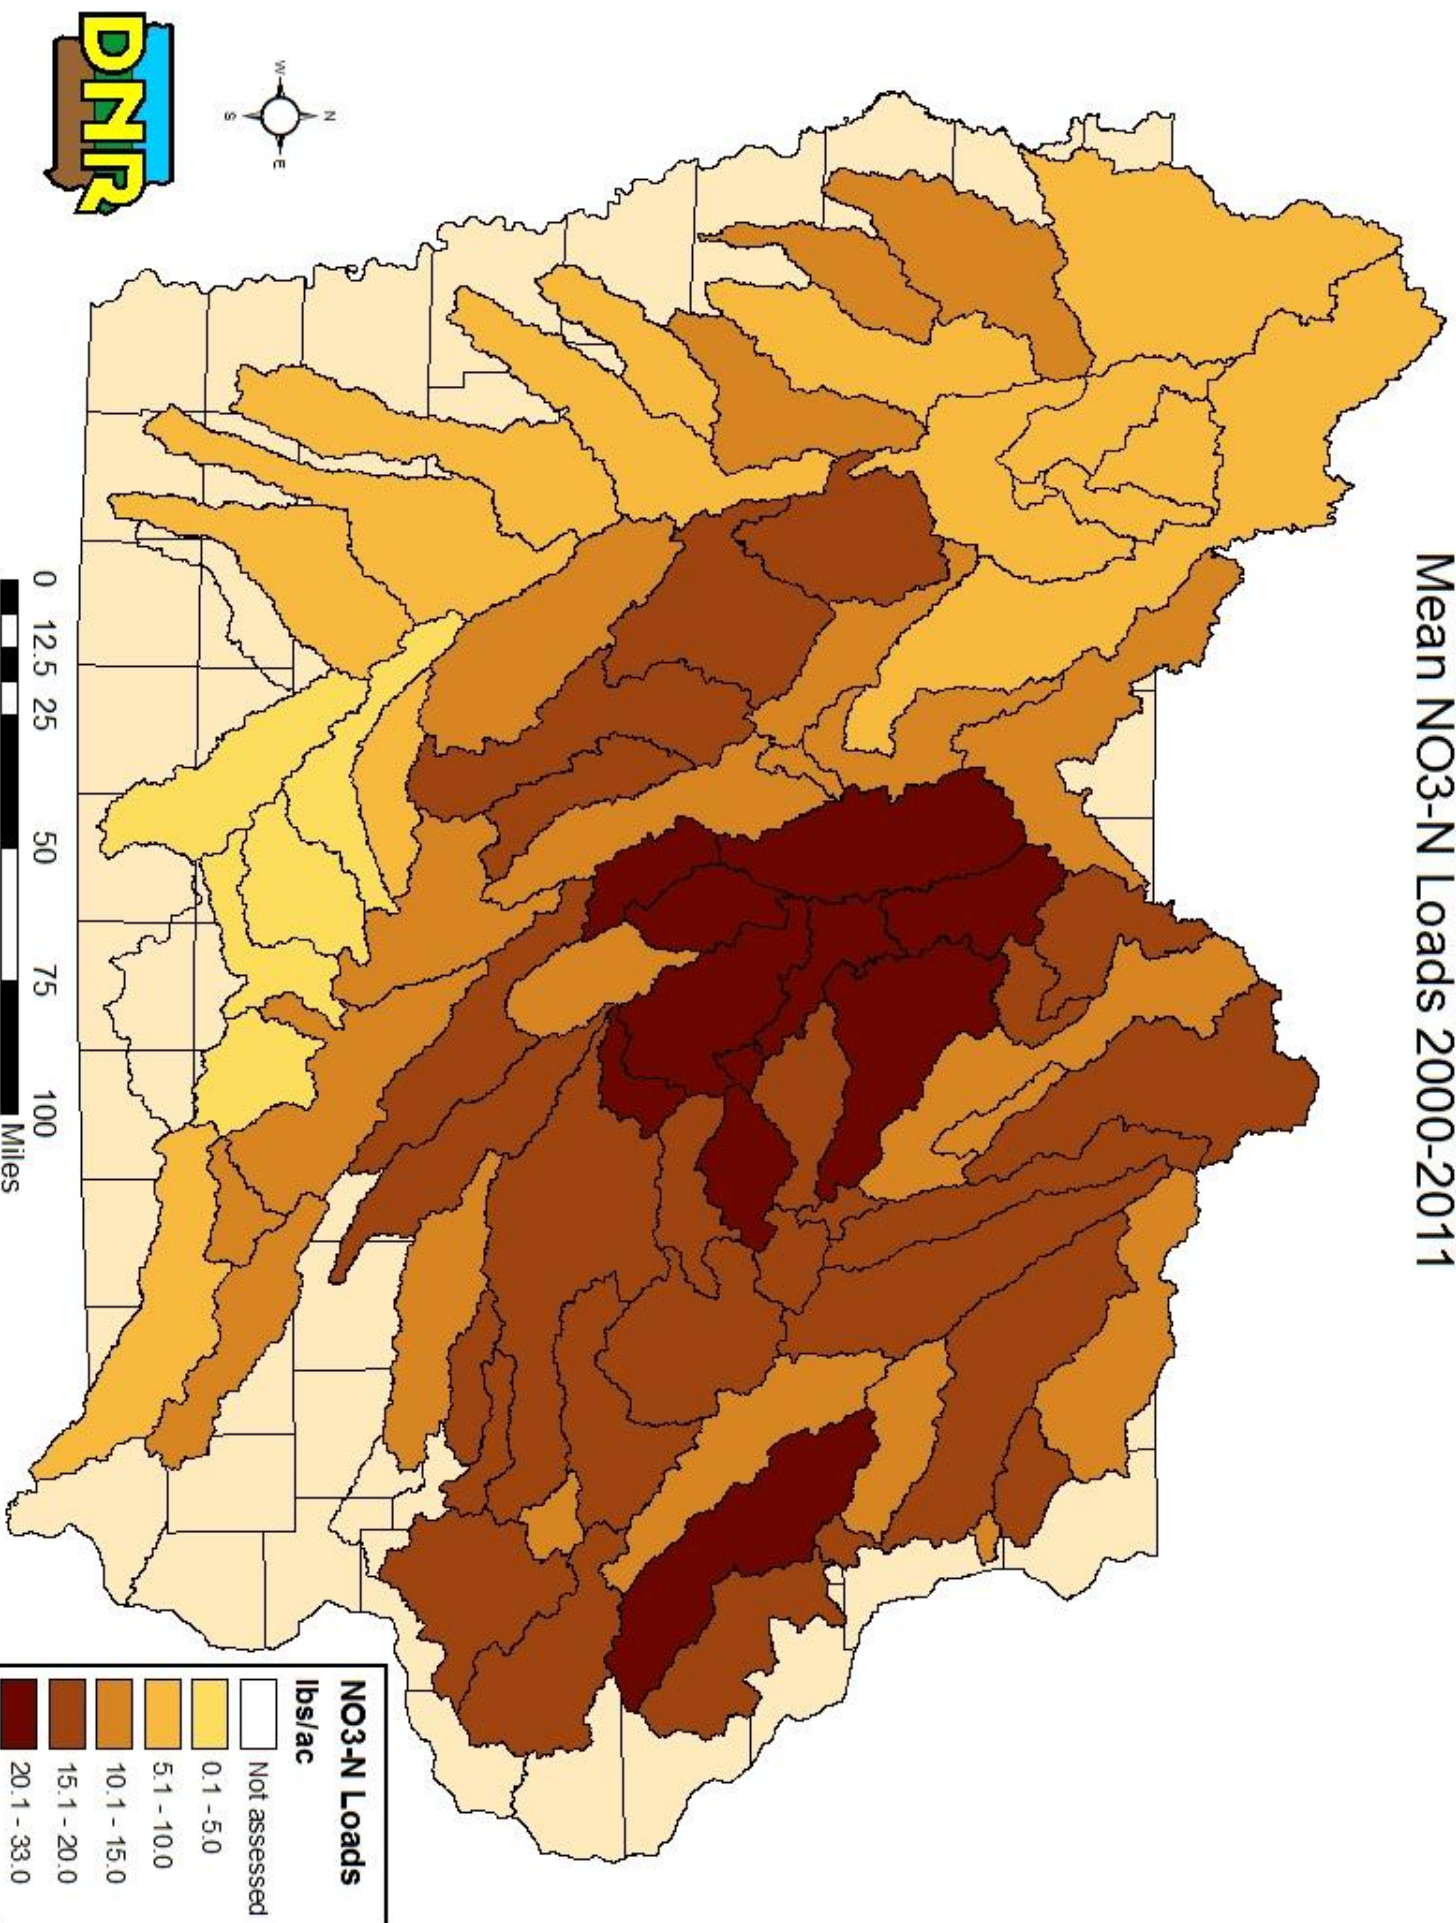 Mean NO3-N Loads 2000-2011
N
W
E
S
DNR
0 12.5 25 50 75 100
Miles
NO3-N Loads
lbs/ac
Not assessed
0.1 - 5.0
5.1 - 10.0
10.1 - 15.0
15.1 - 20.0
20.1 - 33.0